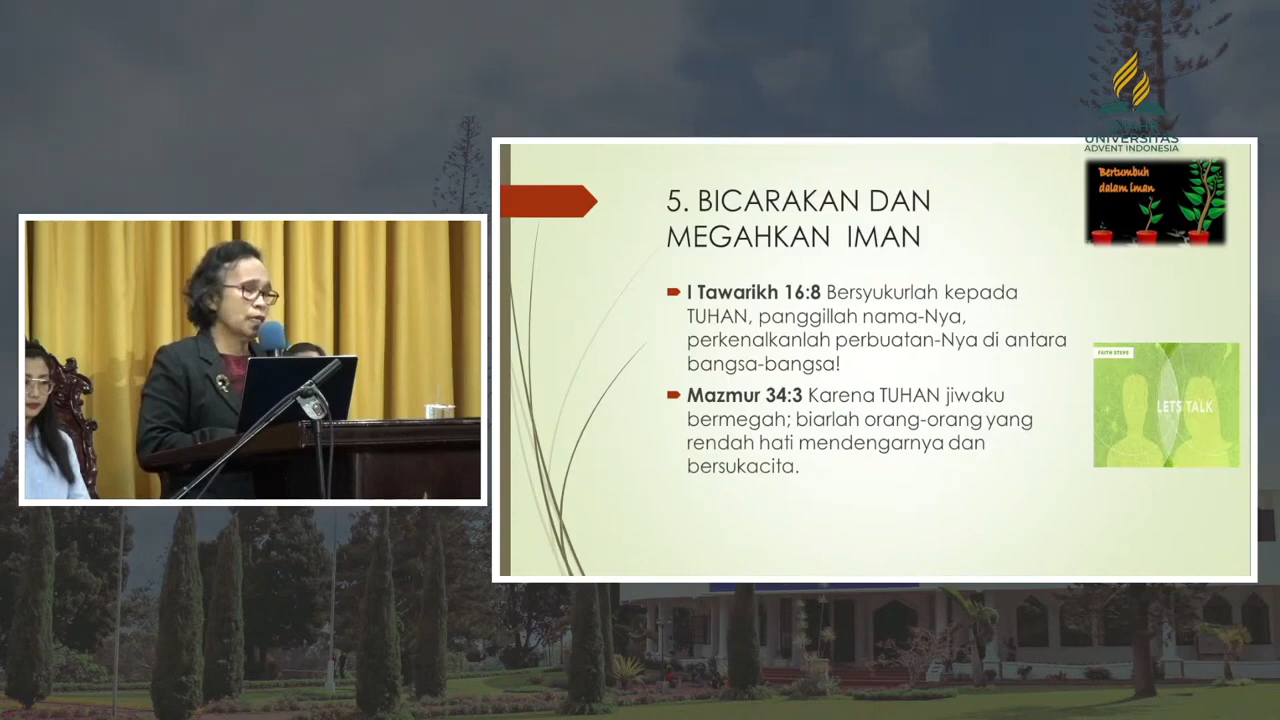 UNIVERSITAS
ADVENT INDONESIA
Bertumbuh
dalam iman
5. BICARAKAN DAN
MEGAHKAN IMAN
I Tawarikh 16:8 Bersyukurlah kepada
TUHAN, panggillah nama-Nya,
perkenalkanlah perbuatan-Nya di antara
bangsa-bangsa!
Mazmur 34:3 Karena TUHAN jiwaku
bermegah; biarlah orang-orang yang
rendah hati mendengarnya dan
bersukacita.
FAITH STEPS
LETS TALK